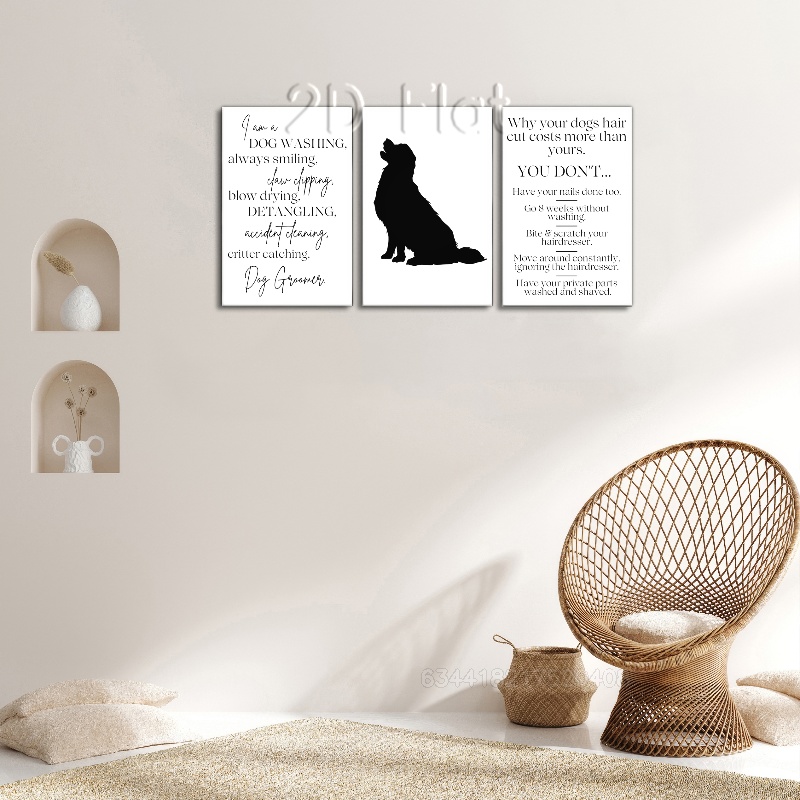 2D Flat
I am a
DOG WASHING,
always smiling,
claw clipping,
blow drying,
DETANGLING,
accident cleaning,
critter catching.
Dog Groomer.
Why your dogs hair
cut costs more than
yours.
YOU DON'T...
Have your nails done too.
Go 8 weeks without
washing.
Bite & scratch your
hairdresser.
Move around constantly,
ignoring the hairdresser.
Have your private parts
washed and shaved.